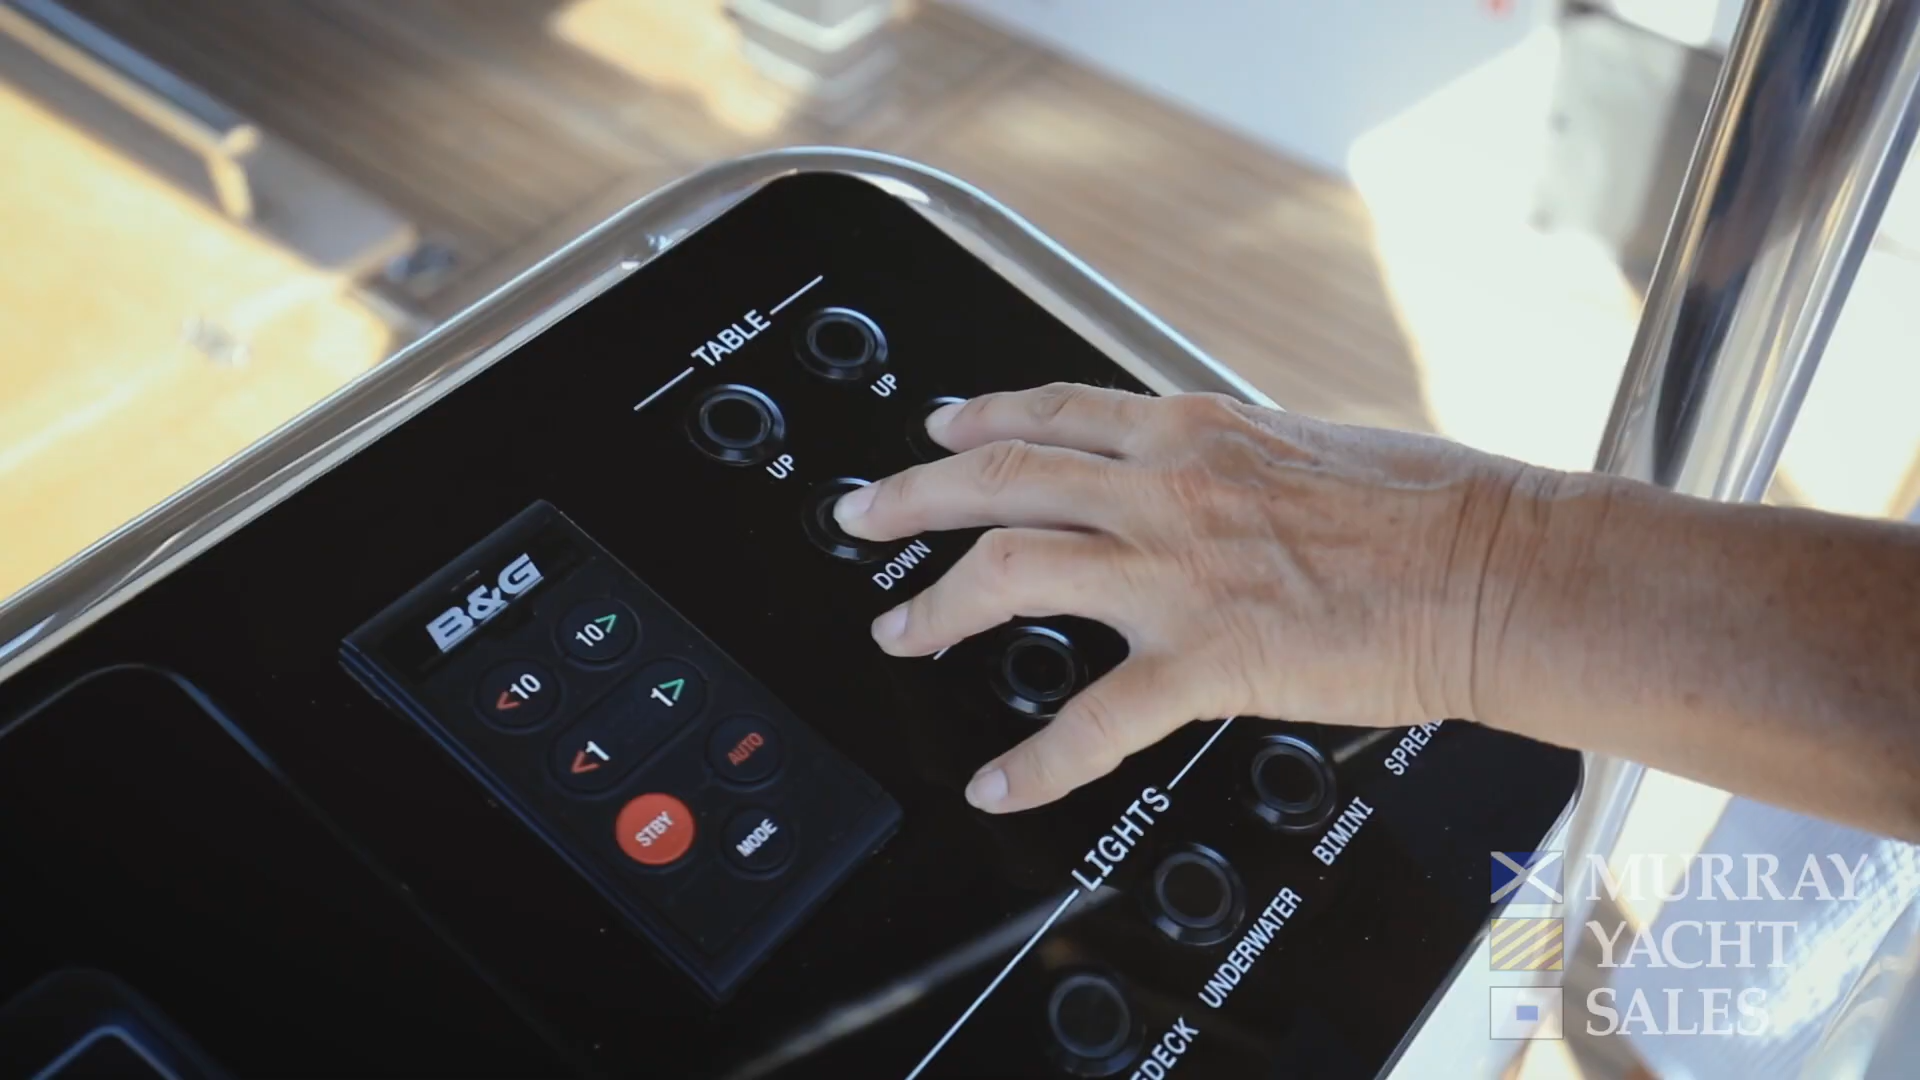 TABLE
UP
UP
DOWN
B&G
<10 10>
<1 1>
AUTO
STBY
MODE
LIGHTS
BIMINI
UNDERWATER
MURRAY
YACHT
SALES